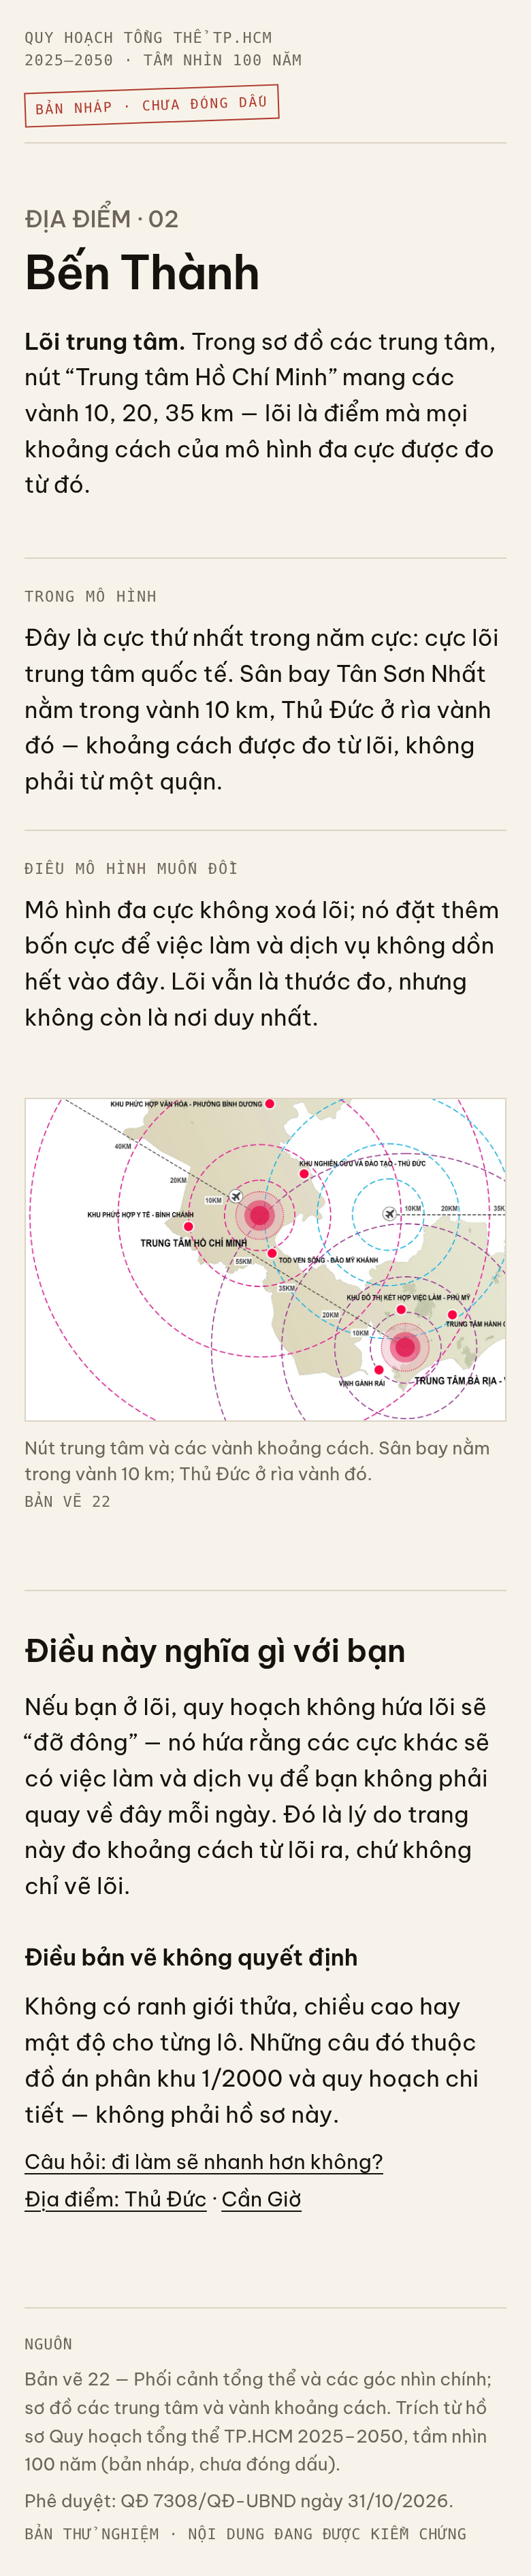 QUY HOẠCH TỔNG THỂ TP.HCM
2025–2050 · TẦM NHÌN 100 NĂM
BẢN NHÁP · CHƯA ĐÓNG DẤU
ĐỊA ĐIỂM · 02
Bến Thành
Lõi trung tâm. Trong sơ đồ các trung tâm,
nút “Trung tâm Hồ Chí Minh” mang các
vành 10, 20, 35 km — lõi là điểm mà mọi
khoảng cách của mô hình đa cực được đo
từ đó.
TRONG MÔ HÌNH
Đây là cực thứ nhất trong năm cực: cực lõi
trung tâm quốc tế. Sân bay Tân Sơn Nhất
nằm trong vành 10 km, Thủ Đức ở rìa vành
đó — khoảng cách được đo từ lõi, không
phải từ một quận.
ĐIỀU MÔ HÌNH MUỐN ĐỔI
Mô hình đa cực không xoá lõi; nó đặt thêm
bốn cực để việc làm và dịch vụ không dồn
hết vào đây. Lõi vẫn là thước đo, nhưng
không còn là nơi duy nhất.
KHU PHỨC HỢP VĂN HÓA - PHƯỜNG BÌNH DƯƠNG
40KM
KHU NGHIÊN CỨU VÀ ĐÀO TẠO - THỦ ĐỨC
20KM
10KM
10KM
20KM
35K
KHU PHỨC HỢP Y TẾ - BÌNH CHÁNH
TRUNG TÂM HỒ CHÍ MINH
TOD VEN SÔNG - ĐẢO MỸ KHÁNH
55KM
35KM
KHU ĐÔ THỊ KẾT HỢP VIỆC LÀM - PHÚ MỸ
20KM
TRUNG TÂM HÀNH C
10KM
VỊNH GÀNH RÁI
TRUNG TÂM BÀ RỊA - V
Nút trung tâm và các vành khoảng cách. Sân bay nằm
trong vành 10 km; Thủ Đức ở rìa vành đó.
BẢN VẼ 22
Điều này nghĩa gì với bạn
Nếu bạn ở lõi, quy hoạch không hứa lõi sẽ
“đỡ đông” — nó hứa rằng các cực khác sẽ
có việc làm và dịch vụ để bạn không phải
quay về đây mỗi ngày. Đó là lý do trang
này đo khoảng cách từ lõi ra, chứ không
chỉ vẽ lõi.
Điều bản vẽ không quyết định
Không có ranh giới thửa, chiều cao hay
mật độ cho từng lô. Những câu đó thuộc
đồ án phân khu 1/2000 và quy hoạch chi
tiết — không phải hồ sơ này.
Câu hỏi: đi làm sẽ nhanh hơn không?
Địa điểm: Thủ Đức · Cần Giờ
NGUỒN
Bản vẽ 22 — Phối cảnh tổng thể và các góc nhìn chính;
sơ đồ các trung tâm và vành khoảng cách. Trích từ hồ
sơ Quy hoạch tổng thể TP.HCM 2025–2050, tầm nhìn
100 năm (bản nháp, chưa đóng dấu).
Phê duyệt: QĐ 7308/QĐ-UBND ngày 31/10/2026.
BẢN THỬ NGHIỆM · NỘI DUNG ĐANG ĐƯỢC KIỂM CHỨNG